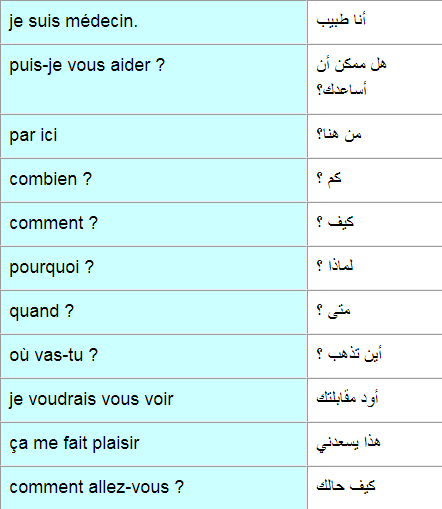 je suis médecin.
أنا طبيب
puis-je vous aider ?
هل ممكن أن
أساعدك؟
par ici
من هنا؟
combien ?
كم ؟
comment ?
كيف ؟
pourquoi ?
لماذا ؟
quand ?
متى ؟
où vas-tu ?
أين تذهب ؟
je voudrais vous voir
أود مقابلتك
ça me fait plaisir
هذا يسعدني
comment allez-vous ?
كيف حالك